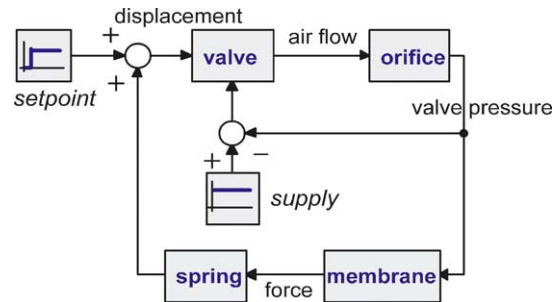 displacement
+
valve
air flow
orifice
setpoint
+
valve pressure
+
−
supply
spring
force
membrane